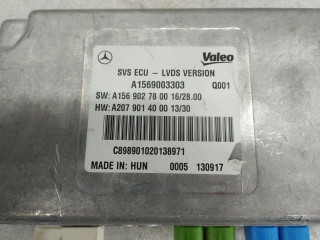 Valeo
SVS ECU - LVDS VERSION
A1569003303 Q001
SW: A156 902 78 00 16/28.00
HW: A207 901 40 00 13/30
C898901020138971
MADE IN: HUN 0005 130917